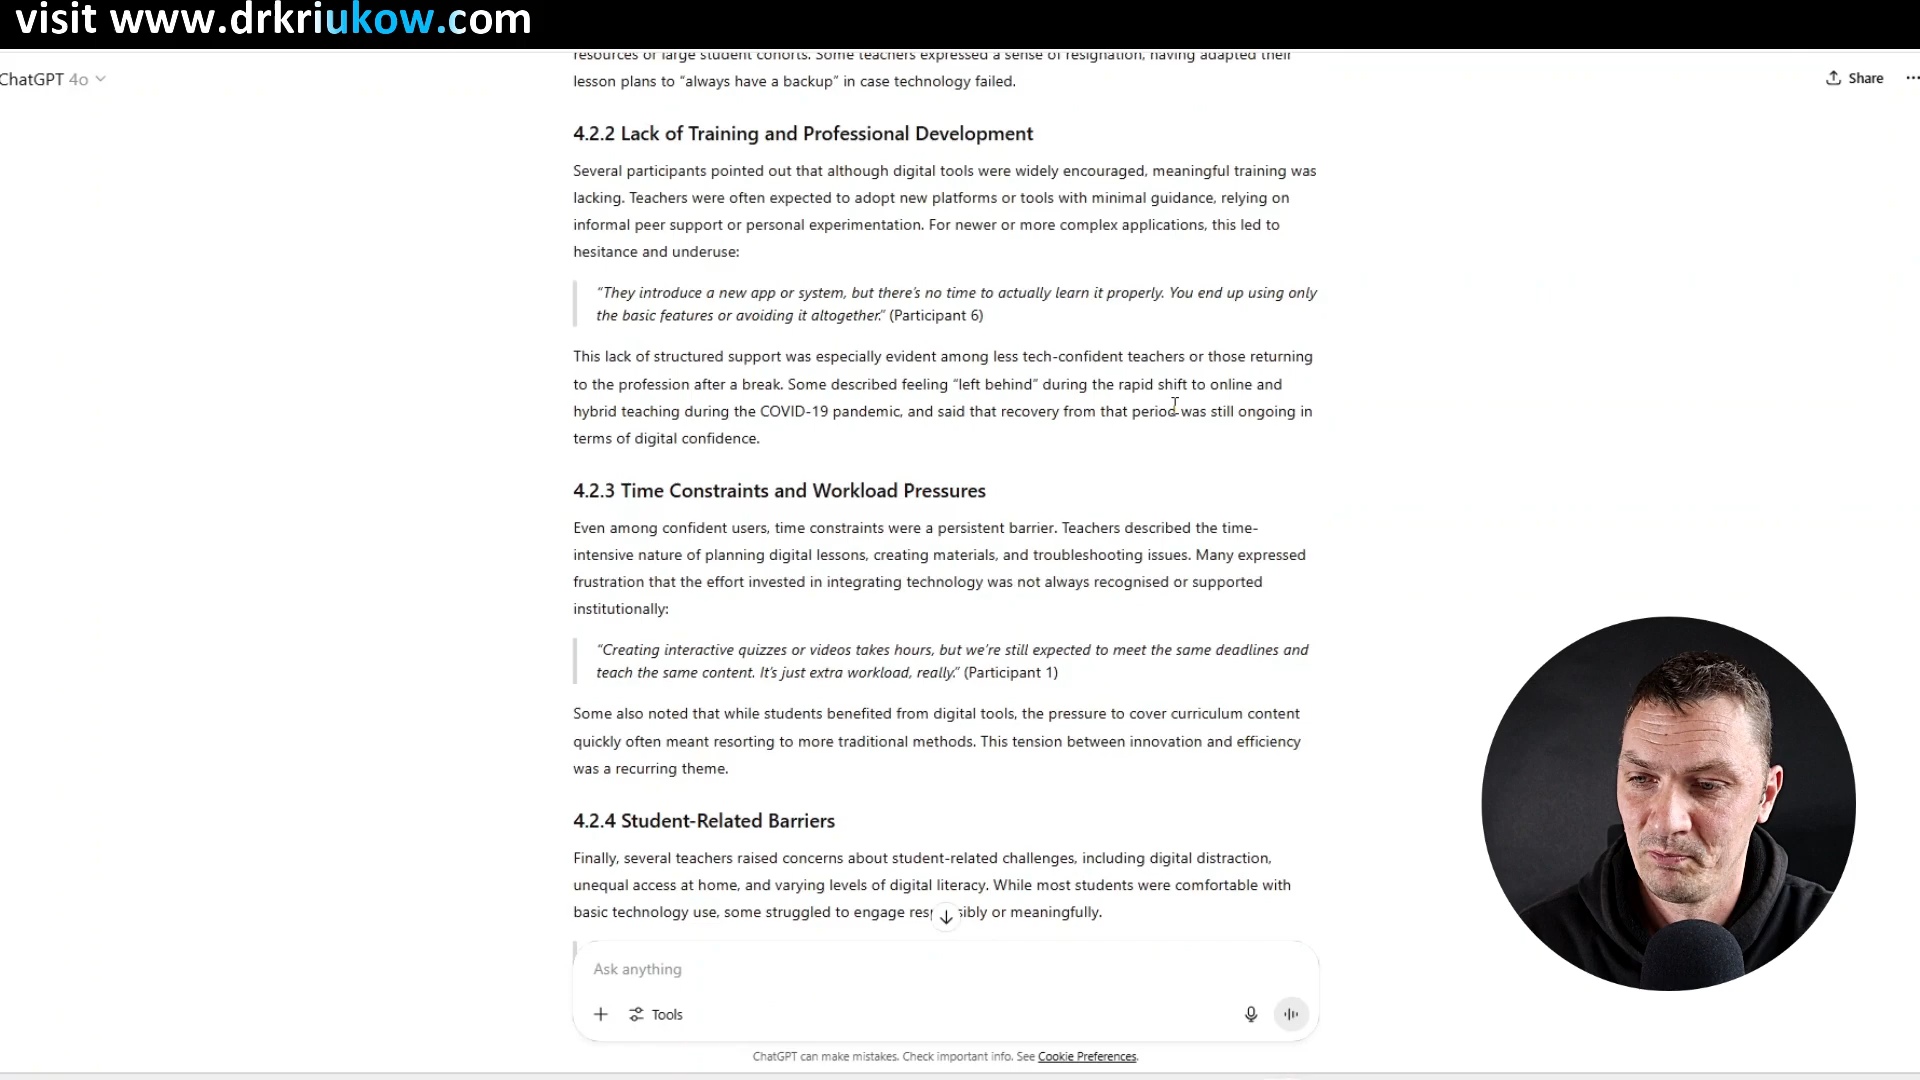 visit www.drkriukow.com
ChatGPT 4o
Share
resources or large student cohorts. Some teachers expressed a sense of resignation, having adapted their
lesson plans to “always have a backup” in case technology failed.
4.2.2 Lack of Training and Professional Development
Several participants pointed out that although digital tools were widely encouraged, meaningful training was
lacking. Teachers were often expected to adopt new platforms or tools with minimal guidance, relying on
informal peer support or personal experimentation. For newer or more complex applications, this led to
hesitance and underuse:
“They introduce a new app or system, but there’s no time to actually learn it properly. You end up using only
the basic features or avoiding it altogether.” (Participant 6)
This lack of structured support was especially evident among less tech-confident teachers or those returning
to the profession after a break. Some described feeling “left behind” during the rapid shift to online and
hybrid teaching during the COVID-19 pandemic, and said that recovery from that period was still ongoing in
terms of digital confidence.
4.2.3 Time Constraints and Workload Pressures
Even among confident users, time constraints were a persistent barrier. Teachers described the time-
intensive nature of planning digital lessons, creating materials, and troubleshooting issues. Many expressed
frustration that the effort invested in integrating technology was not always recognised or supported
institutionally:
“Creating interactive quizzes or videos takes hours, but we’re still expected to meet the same deadlines and
teach the same content. It’s just extra workload, really.” (Participant 1)
Some also noted that while students benefited from digital tools, the pressure to cover curriculum content
quickly often meant resorting to more traditional methods. This tension between innovation and efficiency
was a recurring theme.
4.2.4 Student-Related Barriers
Finally, several teachers raised concerns about student-related challenges, including digital distraction,
unequal access at home, and varying levels of digital literacy. While most students were comfortable with
basic technology use, some struggled to engage responsibly or meaningfully.
Ask anything
Tools
ChatGPT can make mistakes. Check important info. See Cookie Preferences.